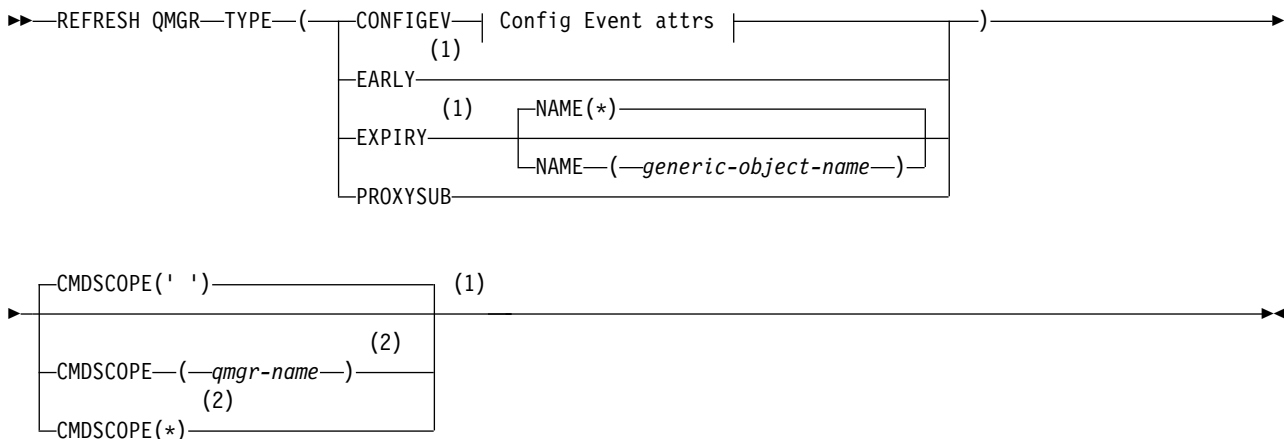 REFRESH QMGR TYPE ( CONFIGEV Config Event attrs )
(1)
EARLY
(1) NAME(*)
EXPIRY
NAME ( generic-object-name )
PROXYSUB
CMDSCOPE(' ') (1)
(2)
CMDSCOPE ( qmgr-name )
(2)
CMDSCOPE(*)